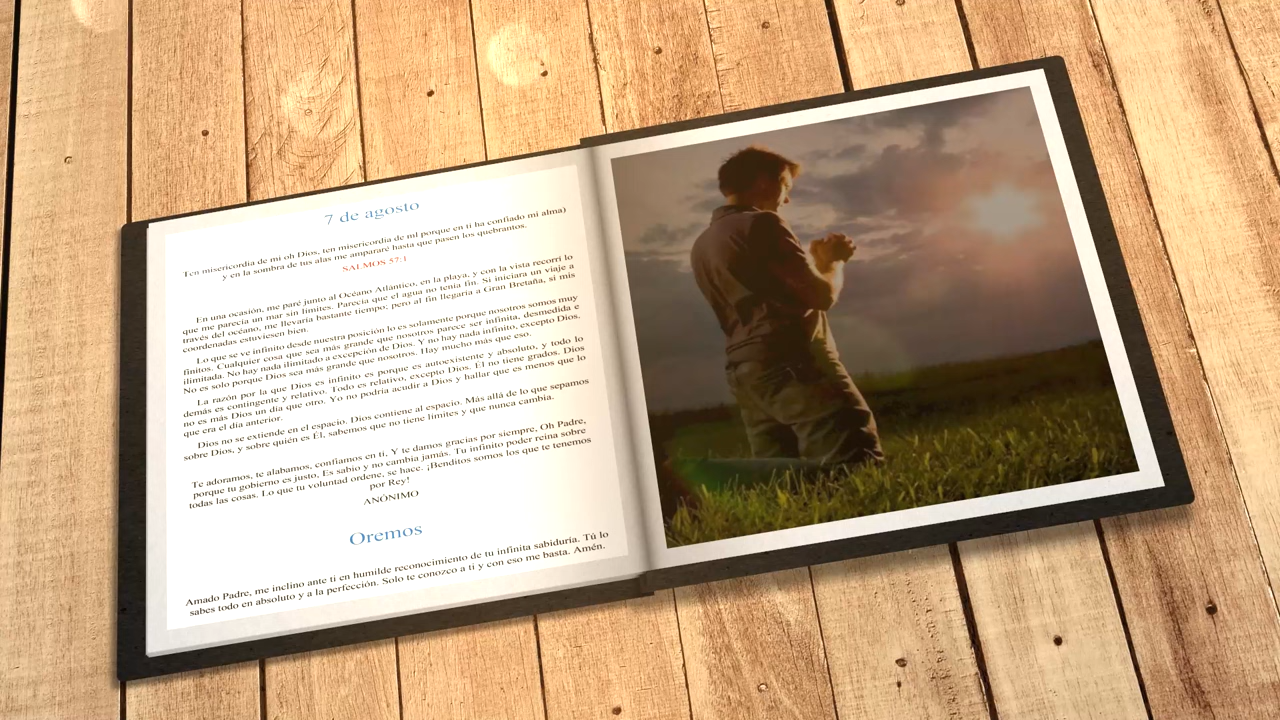 7 de agosto
Ten misericordia de mi oh Dios, ten misericordia de mi( porque en ti ha confiado mi alma)
y en la sombra de tus alas me ampararé hasta que pasen los quebrantos.
SALMOS 57:1
En una ocasión, me paré junto al Océano Atlántico, en la playa, y con la vista recorrí lo
que me parecía un mar sin límites. Parecía que el agua no tenía fin. Si iniciara un viaje a
través del océano, me llevaría bastante tiempo; pero al fin llegaría a Gran Bretaña, si mis
coordenadas estuviesen bien.
Lo que se ve infinito desde nuestra posición lo es solamente porque nosotros somos muy
finitos. Cualquier cosa que sea más grande que nosotros parece ser infinita, desmedida e
ilimitada. No hay nada ilimitado a excepción de Dios. Y no hay nada infinito, excepto Dios.
No es solo porque Dios sea más grande que nosotros. Hay mucho más que eso.
La razón por la que Dios es infinito es porque es autoexistente y absoluto, y todo lo
demás es contingente y relativo. Todo es relativo, excepto Dios. Él no tiene grados. Dios
no es más Dios un día que otro. Yo no podría acudir a Dios y hallar que es menos que lo
que era el día anterior.
Dios no se extiende en el espacio. Dios contiene al espacio. Más allá de lo que sepamos
sobre Dios, y sobre quién es Él, sabemos que no tiene límites y que nunca cambia.
Te adoramos, te alabamos, confiamos en ti, Y te damos gracias por siempre, Oh Padre,
porque tu gobierno es justo, Es sabio y no cambia jamás. Tu infinito poder reina sobre
todas las cosas. Lo que tu voluntad ordene, se hace. ¡Benditos somos los que te tenemos
por Rey!
ANÓNIMO
Oremos
Amado Padre, me inclino ante ti en humilde reconocimiento de tu infinita sabiduría. Tú lo
sabes todo en absoluto y a la perfección. Solo te conozco a ti y con eso me basta. Amén.